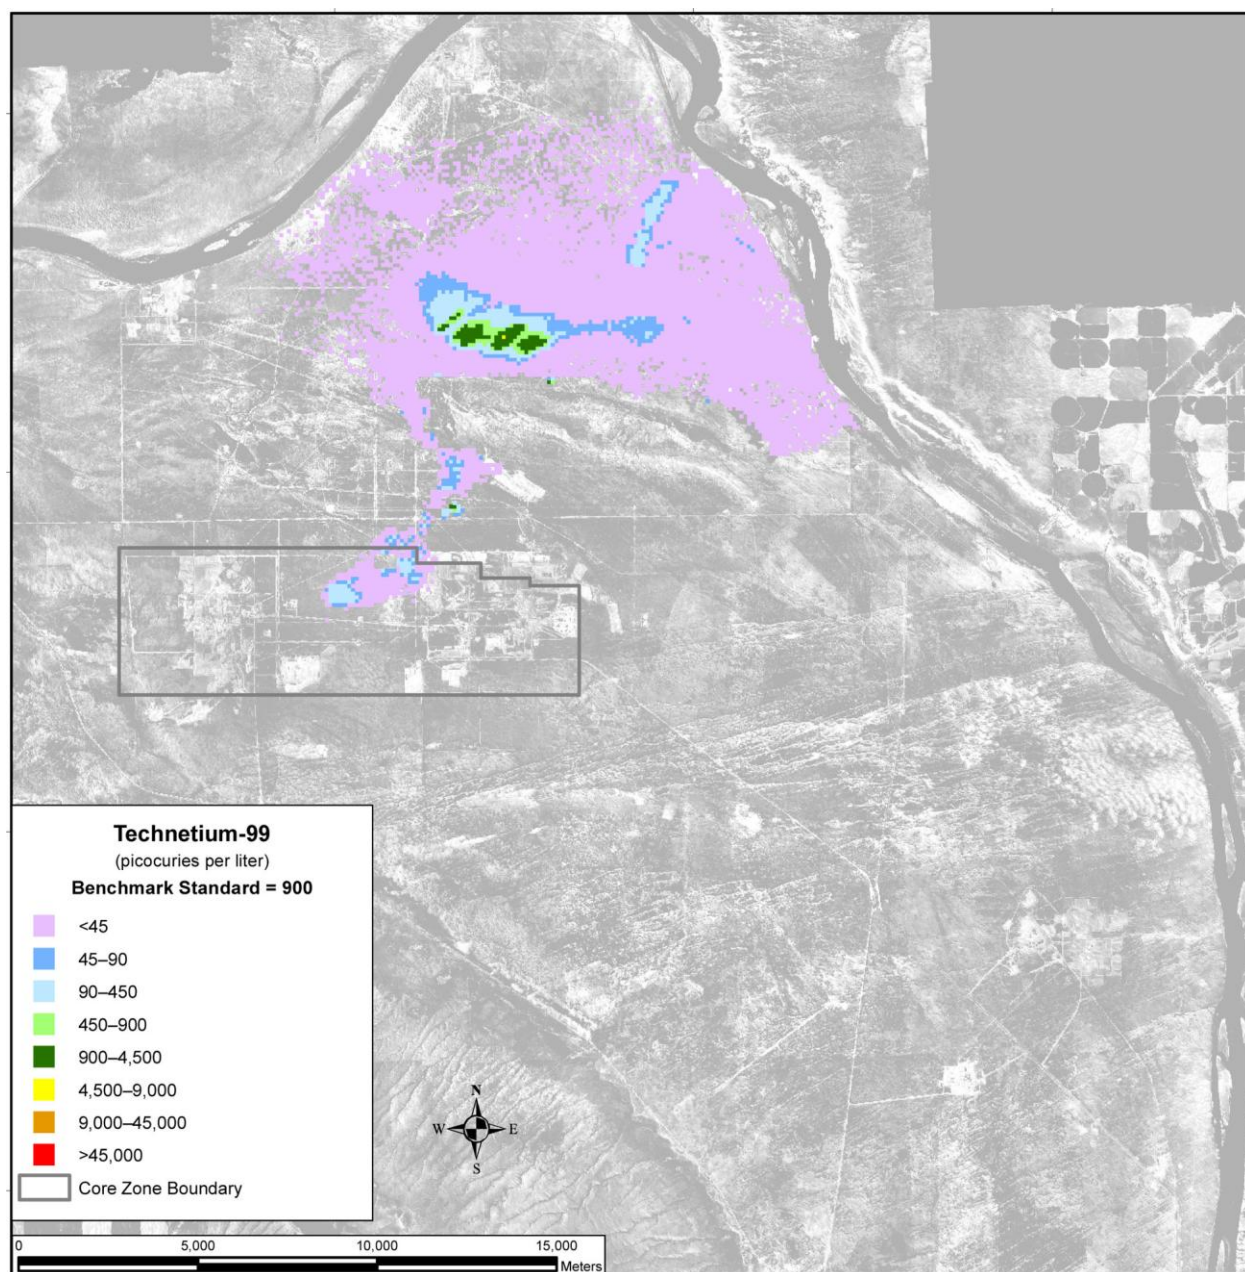 Technetium-99
(picocuries per liter)
Benchmark Standard = 900
<45
45–90
90–450
450–900
900–4,500
4,500–9,000
9,000–45,000
>45,000
Core Zone Boundary
N
W E
S
0 5,000 10,000 15,000
Meters